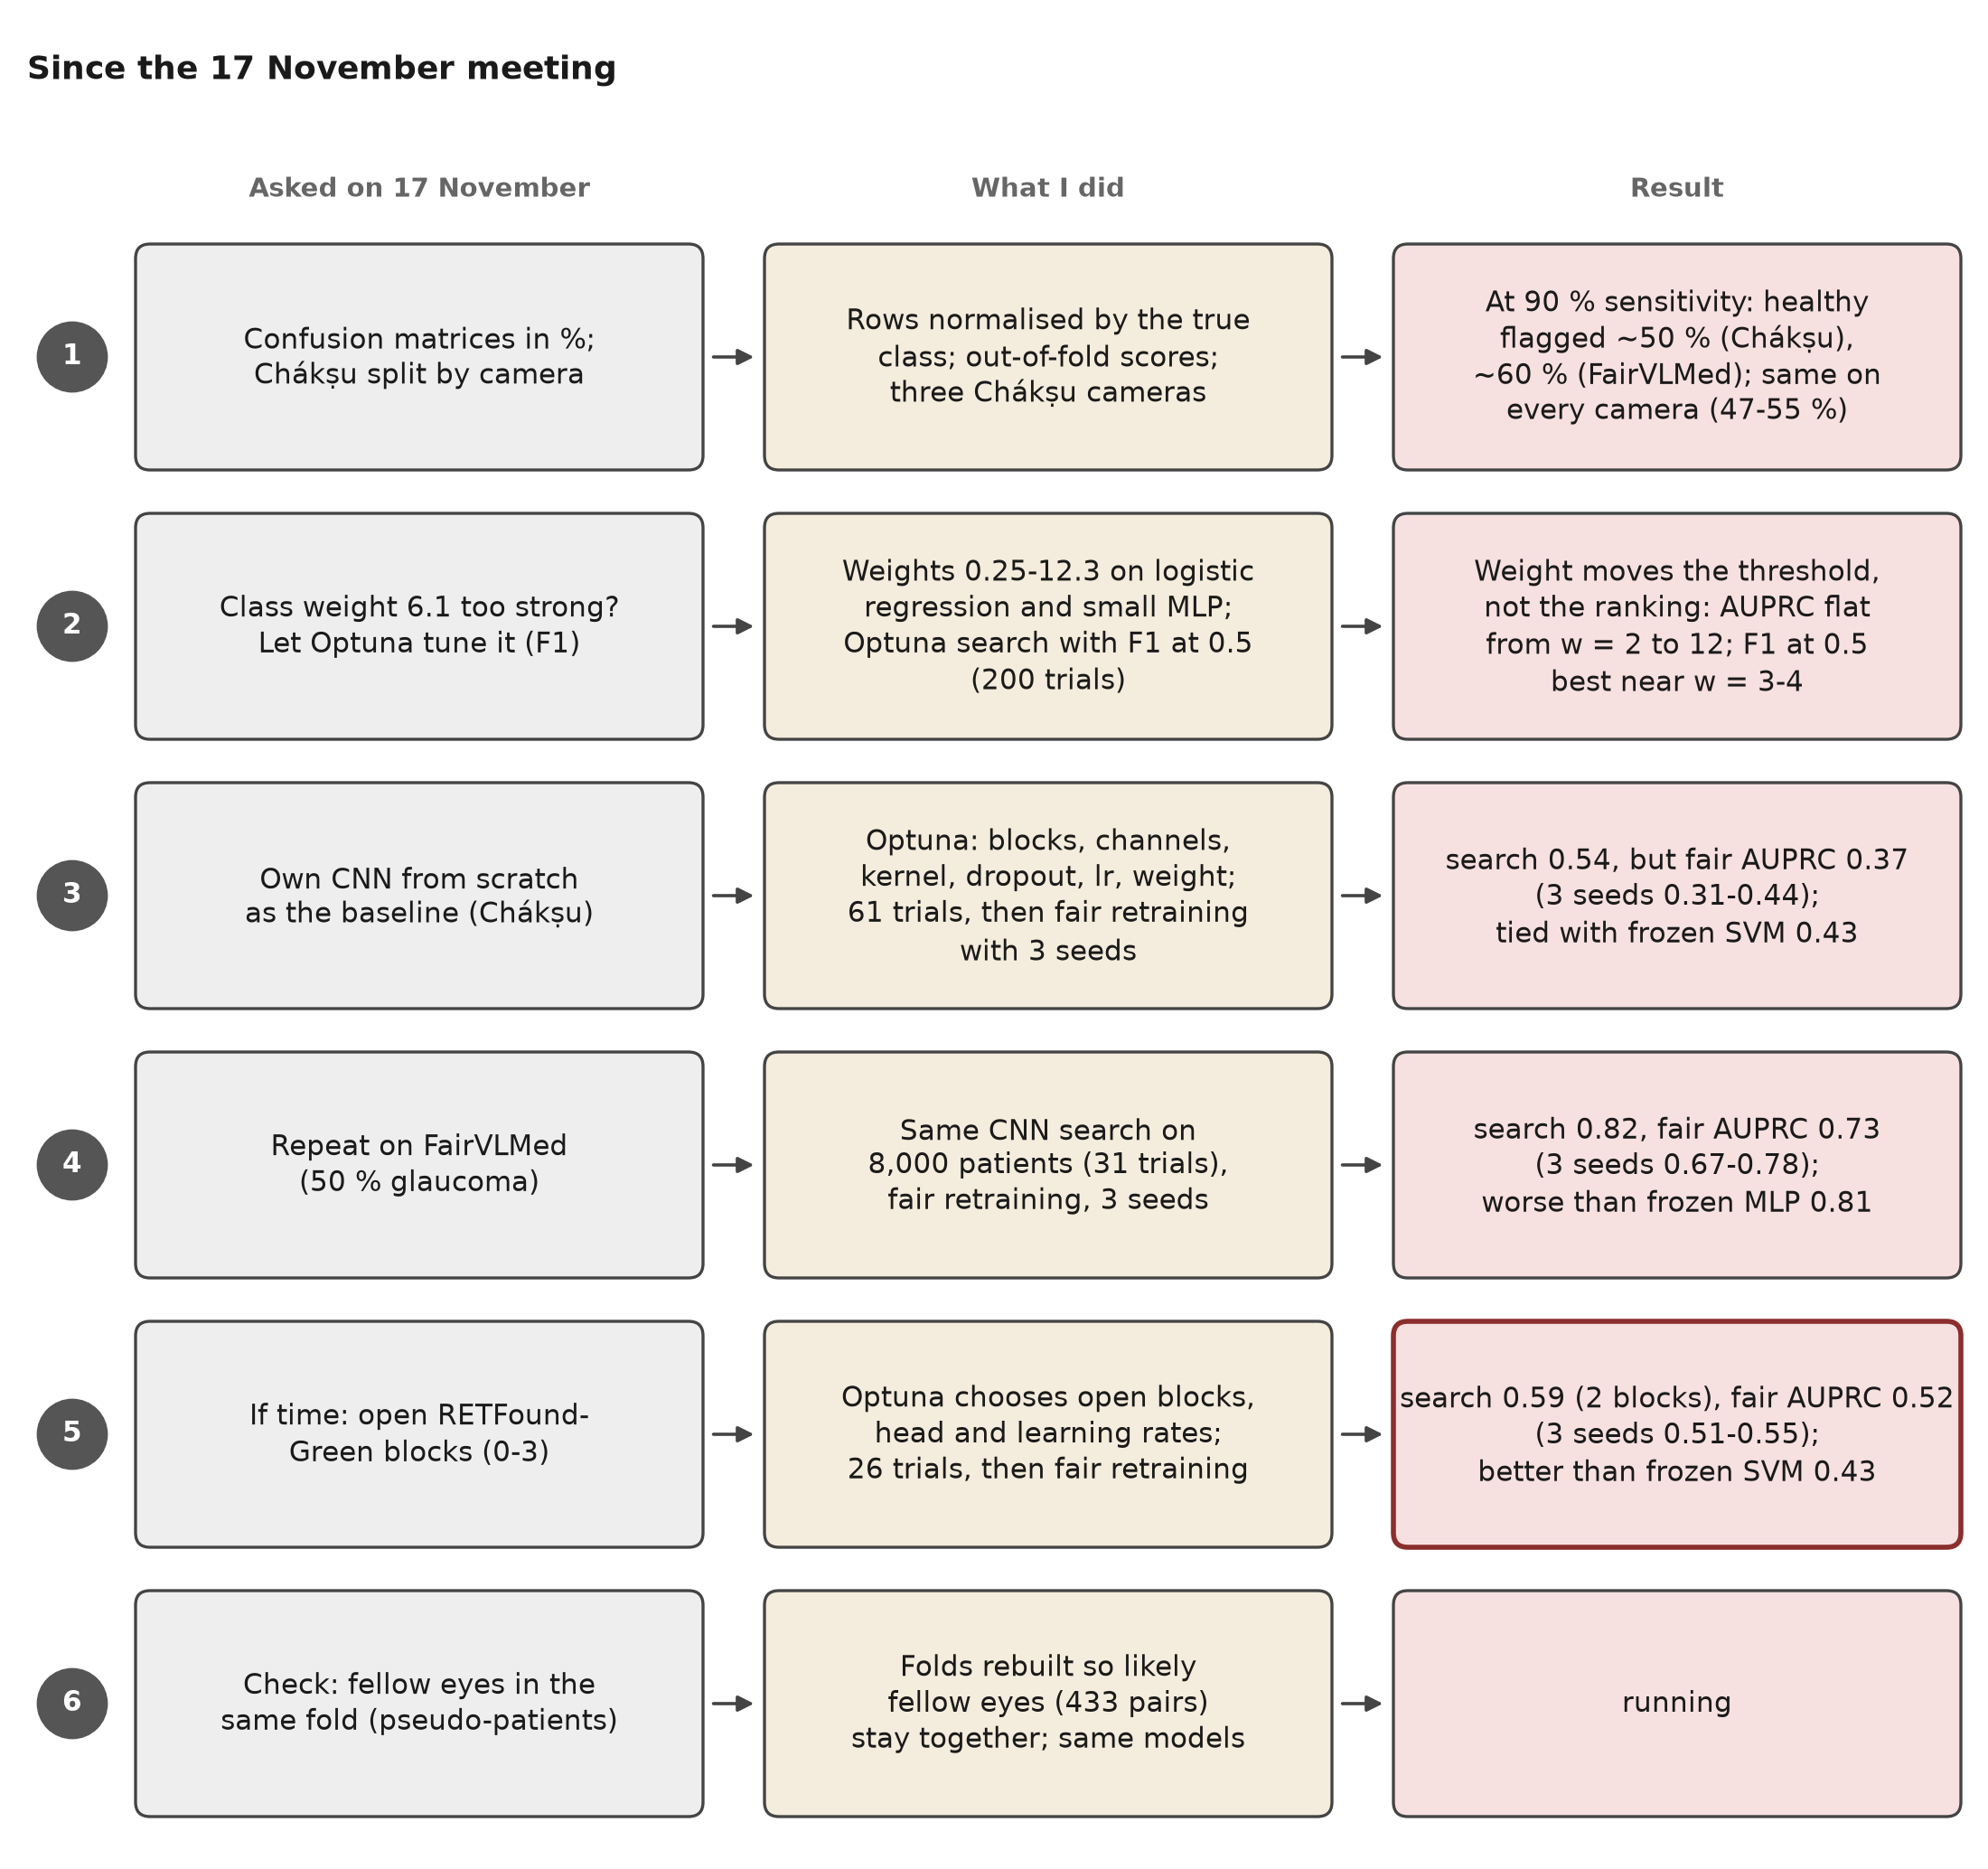 Since the 17 November meeting
Asked on 17 November
What I did
Result
1
Confusion matrices in %;
Chákṣu split by camera
Rows normalised by the true
class; out-of-fold scores;
three Chákṣu cameras
At 90 % sensitivity: healthy
flagged ~50 % (Chákṣu),
~60 % (FairVLMed); same on
every camera (47-55 %)
2
Class weight 6.1 too strong?
Let Optuna tune it (F1)
Weights 0.25-12.3 on logistic
regression and small MLP;
Optuna search with F1 at 0.5
(200 trials)
Weight moves the threshold,
not the ranking: AUPRC flat
from w = 2 to 12; F1 at 0.5
best near w = 3-4
3
Own CNN from scratch
as the baseline (Chákṣu)
Optuna: blocks, channels,
kernel, dropout, lr, weight;
61 trials, then fair retraining
with 3 seeds
search 0.54, but fair AUPRC 0.37
(3 seeds 0.31-0.44);
tied with frozen SVM 0.43
4
Repeat on FairVLMed
(50 % glaucoma)
Same CNN search on
8,000 patients (31 trials),
fair retraining, 3 seeds
search 0.82, fair AUPRC 0.73
(3 seeds 0.67-0.78);
worse than frozen MLP 0.81
5
If time: open RETFound-
Green blocks (0-3)
Optuna chooses open blocks,
head and learning rates;
26 trials, then fair retraining
search 0.59 (2 blocks), fair AUPRC 0.52
(3 seeds 0.51-0.55);
better than frozen SVM 0.43
6
Check: fellow eyes in the
same fold (pseudo-patients)
Folds rebuilt so likely
fellow eyes (433 pairs)
stay together; same models
running